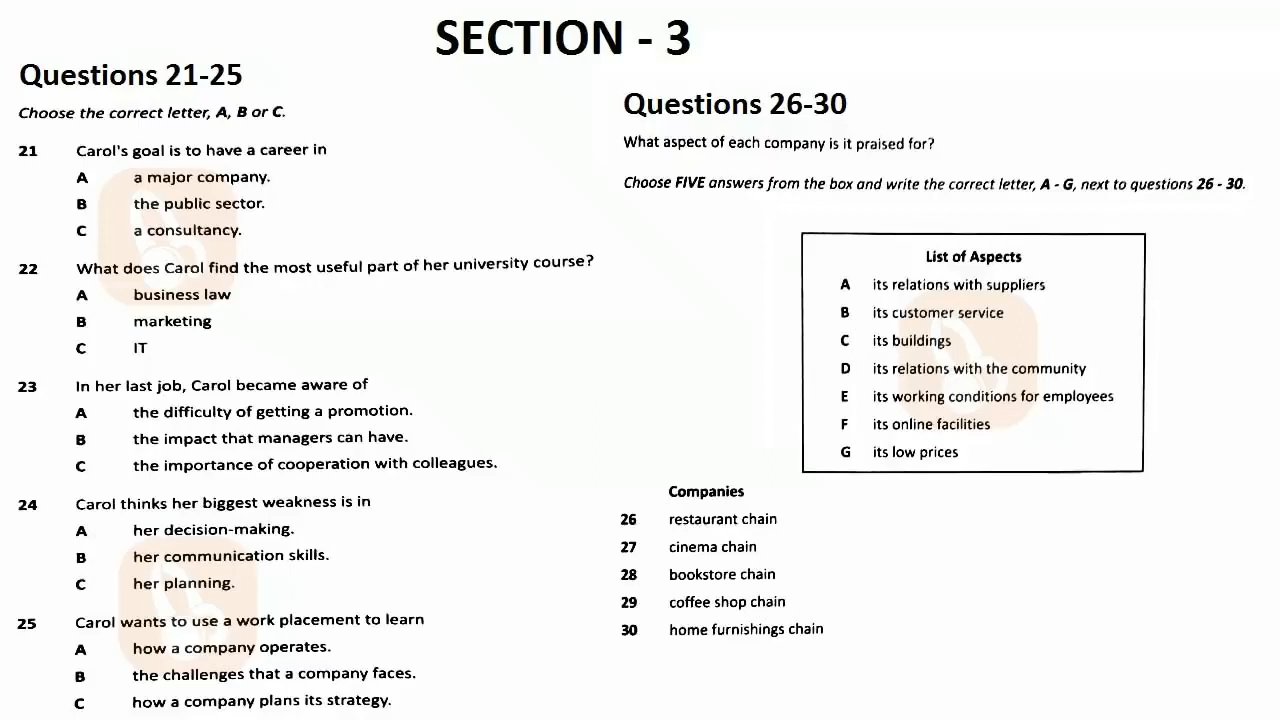 SECTION - 3
Questions 21-25
Choose the correct letter, A, B or C.
21 Carol's goal is to have a career in
A a major company.
B the public sector.
C a consultancy.
22 What does Carol find the most useful part of her university course?
A business law
B marketing
C IT
23 In her last job, Carol became aware of
A the difficulty of getting a promotion.
B the impact that managers can have.
C the importance of cooperation with colleagues.
24 Carol thinks her biggest weakness is in
A her decision-making.
B her communication skills.
C her planning.
25 Carol wants to use a work placement to learn
A how a company operates.
B the challenges that a company faces.
C how a company plans its strategy.
Questions 26-30
What aspect of each company is it praised for?
Choose FIVE answers from the box and write the correct letter, A - G, next to questions 26 - 30.
List of Aspects
A its relations with suppliers
B its customer service
C its buildings
D its relations with the community
E its working conditions for employees
F its online facilities
G its low prices
Companies
26 restaurant chain
27 cinema chain
28 bookstore chain
29 coffee shop chain
30 home furnishings chain